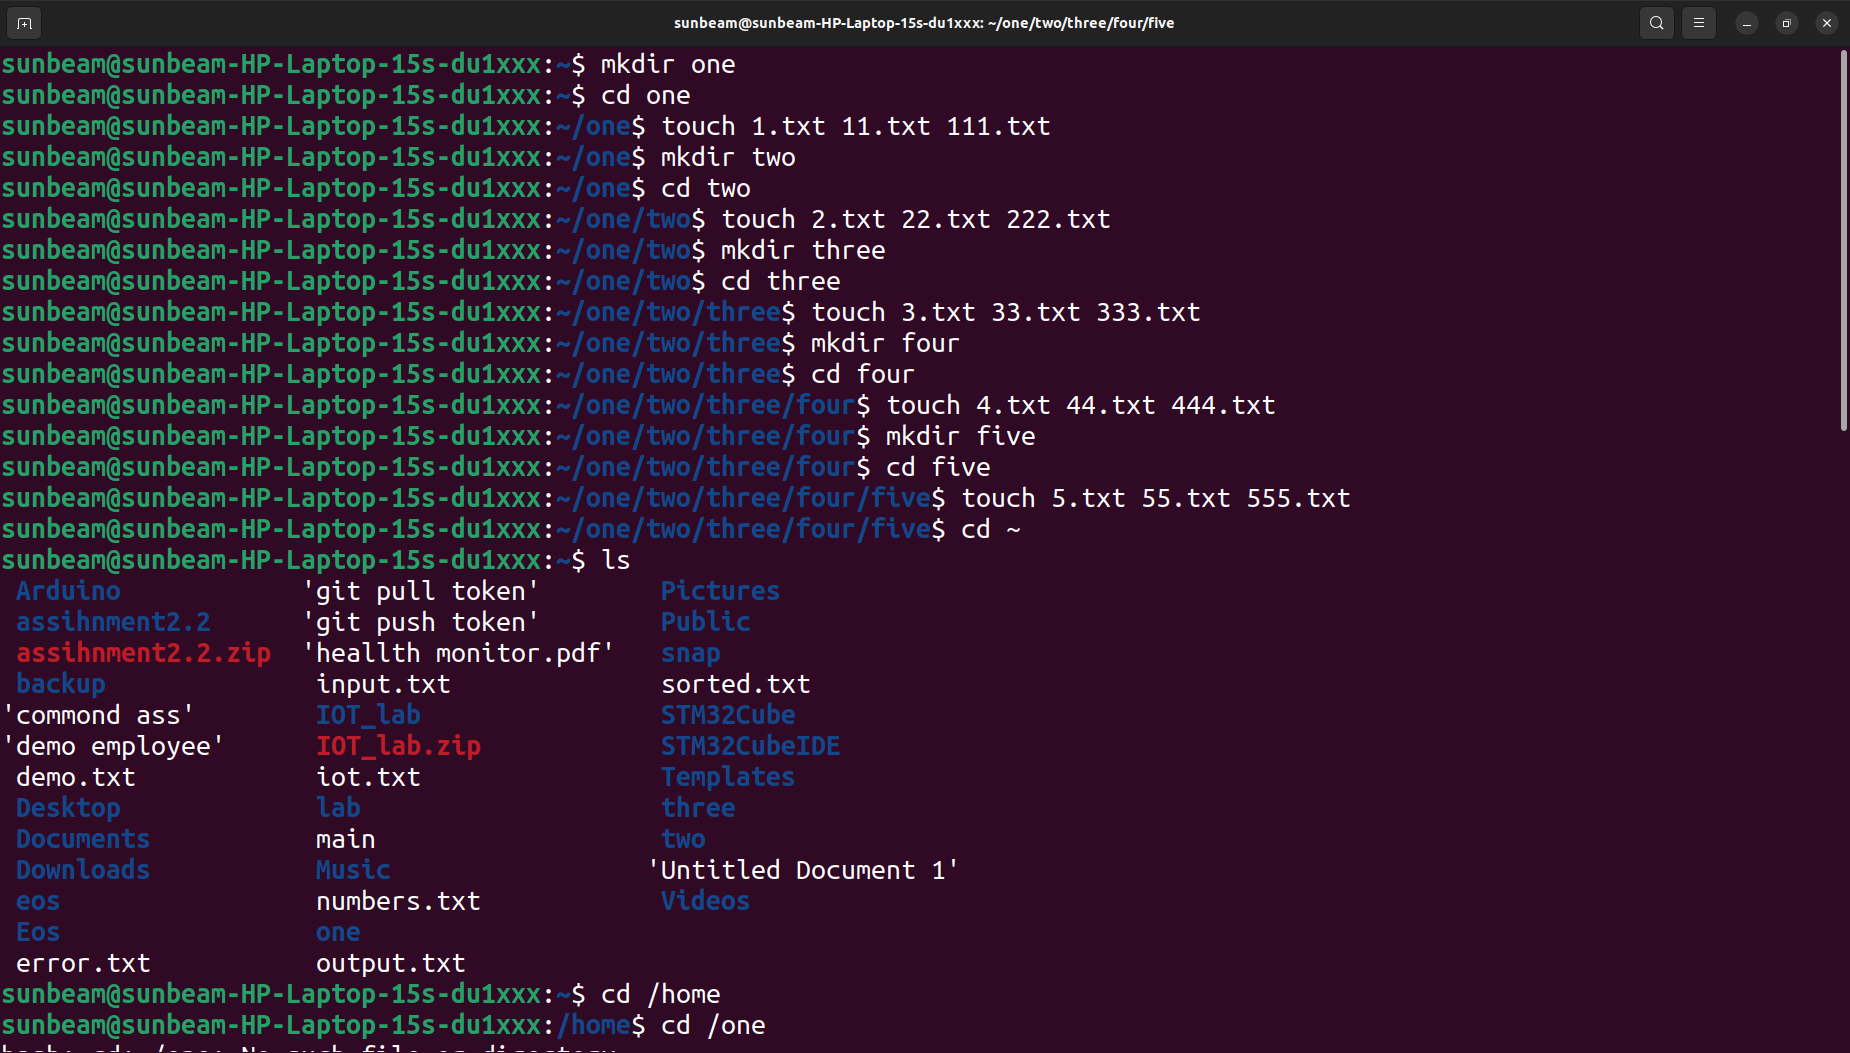 sunbeam@sunbeam-HP-Laptop-15s-du1xxx: ~/one/two/three/four/five
sunbeam@sunbeam-HP-Laptop-15s-du1xxx:~$ mkdir one
sunbeam@sunbeam-HP-Laptop-15s-du1xxx:~$ cd one
sunbeam@sunbeam-HP-Laptop-15s-du1xxx:~/one$ touch 1.txt 11.txt 111.txt
sunbeam@sunbeam-HP-Laptop-15s-du1xxx:~/one$ mkdir two
sunbeam@sunbeam-HP-Laptop-15s-du1xxx:~/one$ cd two
sunbeam@sunbeam-HP-Laptop-15s-du1xxx:~/one/two$ touch 2.txt 22.txt 222.txt
sunbeam@sunbeam-HP-Laptop-15s-du1xxx:~/one/two$ mkdir three
sunbeam@sunbeam-HP-Laptop-15s-du1xxx:~/one/two$ cd three
sunbeam@sunbeam-HP-Laptop-15s-du1xxx:~/one/two/three$ touch 3.txt 33.txt 333.txt
sunbeam@sunbeam-HP-Laptop-15s-du1xxx:~/one/two/three$ mkdir four
sunbeam@sunbeam-HP-Laptop-15s-du1xxx:~/one/two/three$ cd four
sunbeam@sunbeam-HP-Laptop-15s-du1xxx:~/one/two/three/four$ touch 4.txt 44.txt 444.txt
sunbeam@sunbeam-HP-Laptop-15s-du1xxx:~/one/two/three/four$ mkdir five
sunbeam@sunbeam-HP-Laptop-15s-du1xxx:~/one/two/three/four$ cd five
sunbeam@sunbeam-HP-Laptop-15s-du1xxx:~/one/two/three/four/five$ touch 5.txt 55.txt 555.txt
sunbeam@sunbeam-HP-Laptop-15s-du1xxx:~/one/two/three/four/five$ cd ~
sunbeam@sunbeam-HP-Laptop-15s-du1xxx:~$ ls
Arduino 'git pull token' Pictures
assihnment2.2 'git push token' Public
assihnment2.2.zip 'heallth monitor.pdf' snap
backup input.txt sorted.txt
'commond ass' IOT_lab STM32Cube
'demo employee' IOT_lab.zip STM32CubeIDE
demo.txt iot.txt Templates
Desktop lab three
Documents main two
Downloads Music 'Untitled Document 1'
eos numbers.txt Videos
Eos one
error.txt output.txt
sunbeam@sunbeam-HP-Laptop-15s-du1xxx:~$ cd /home
sunbeam@sunbeam-HP-Laptop-15s-du1xxx:/home$ cd /one
bash: cd: /one: No such file or directory